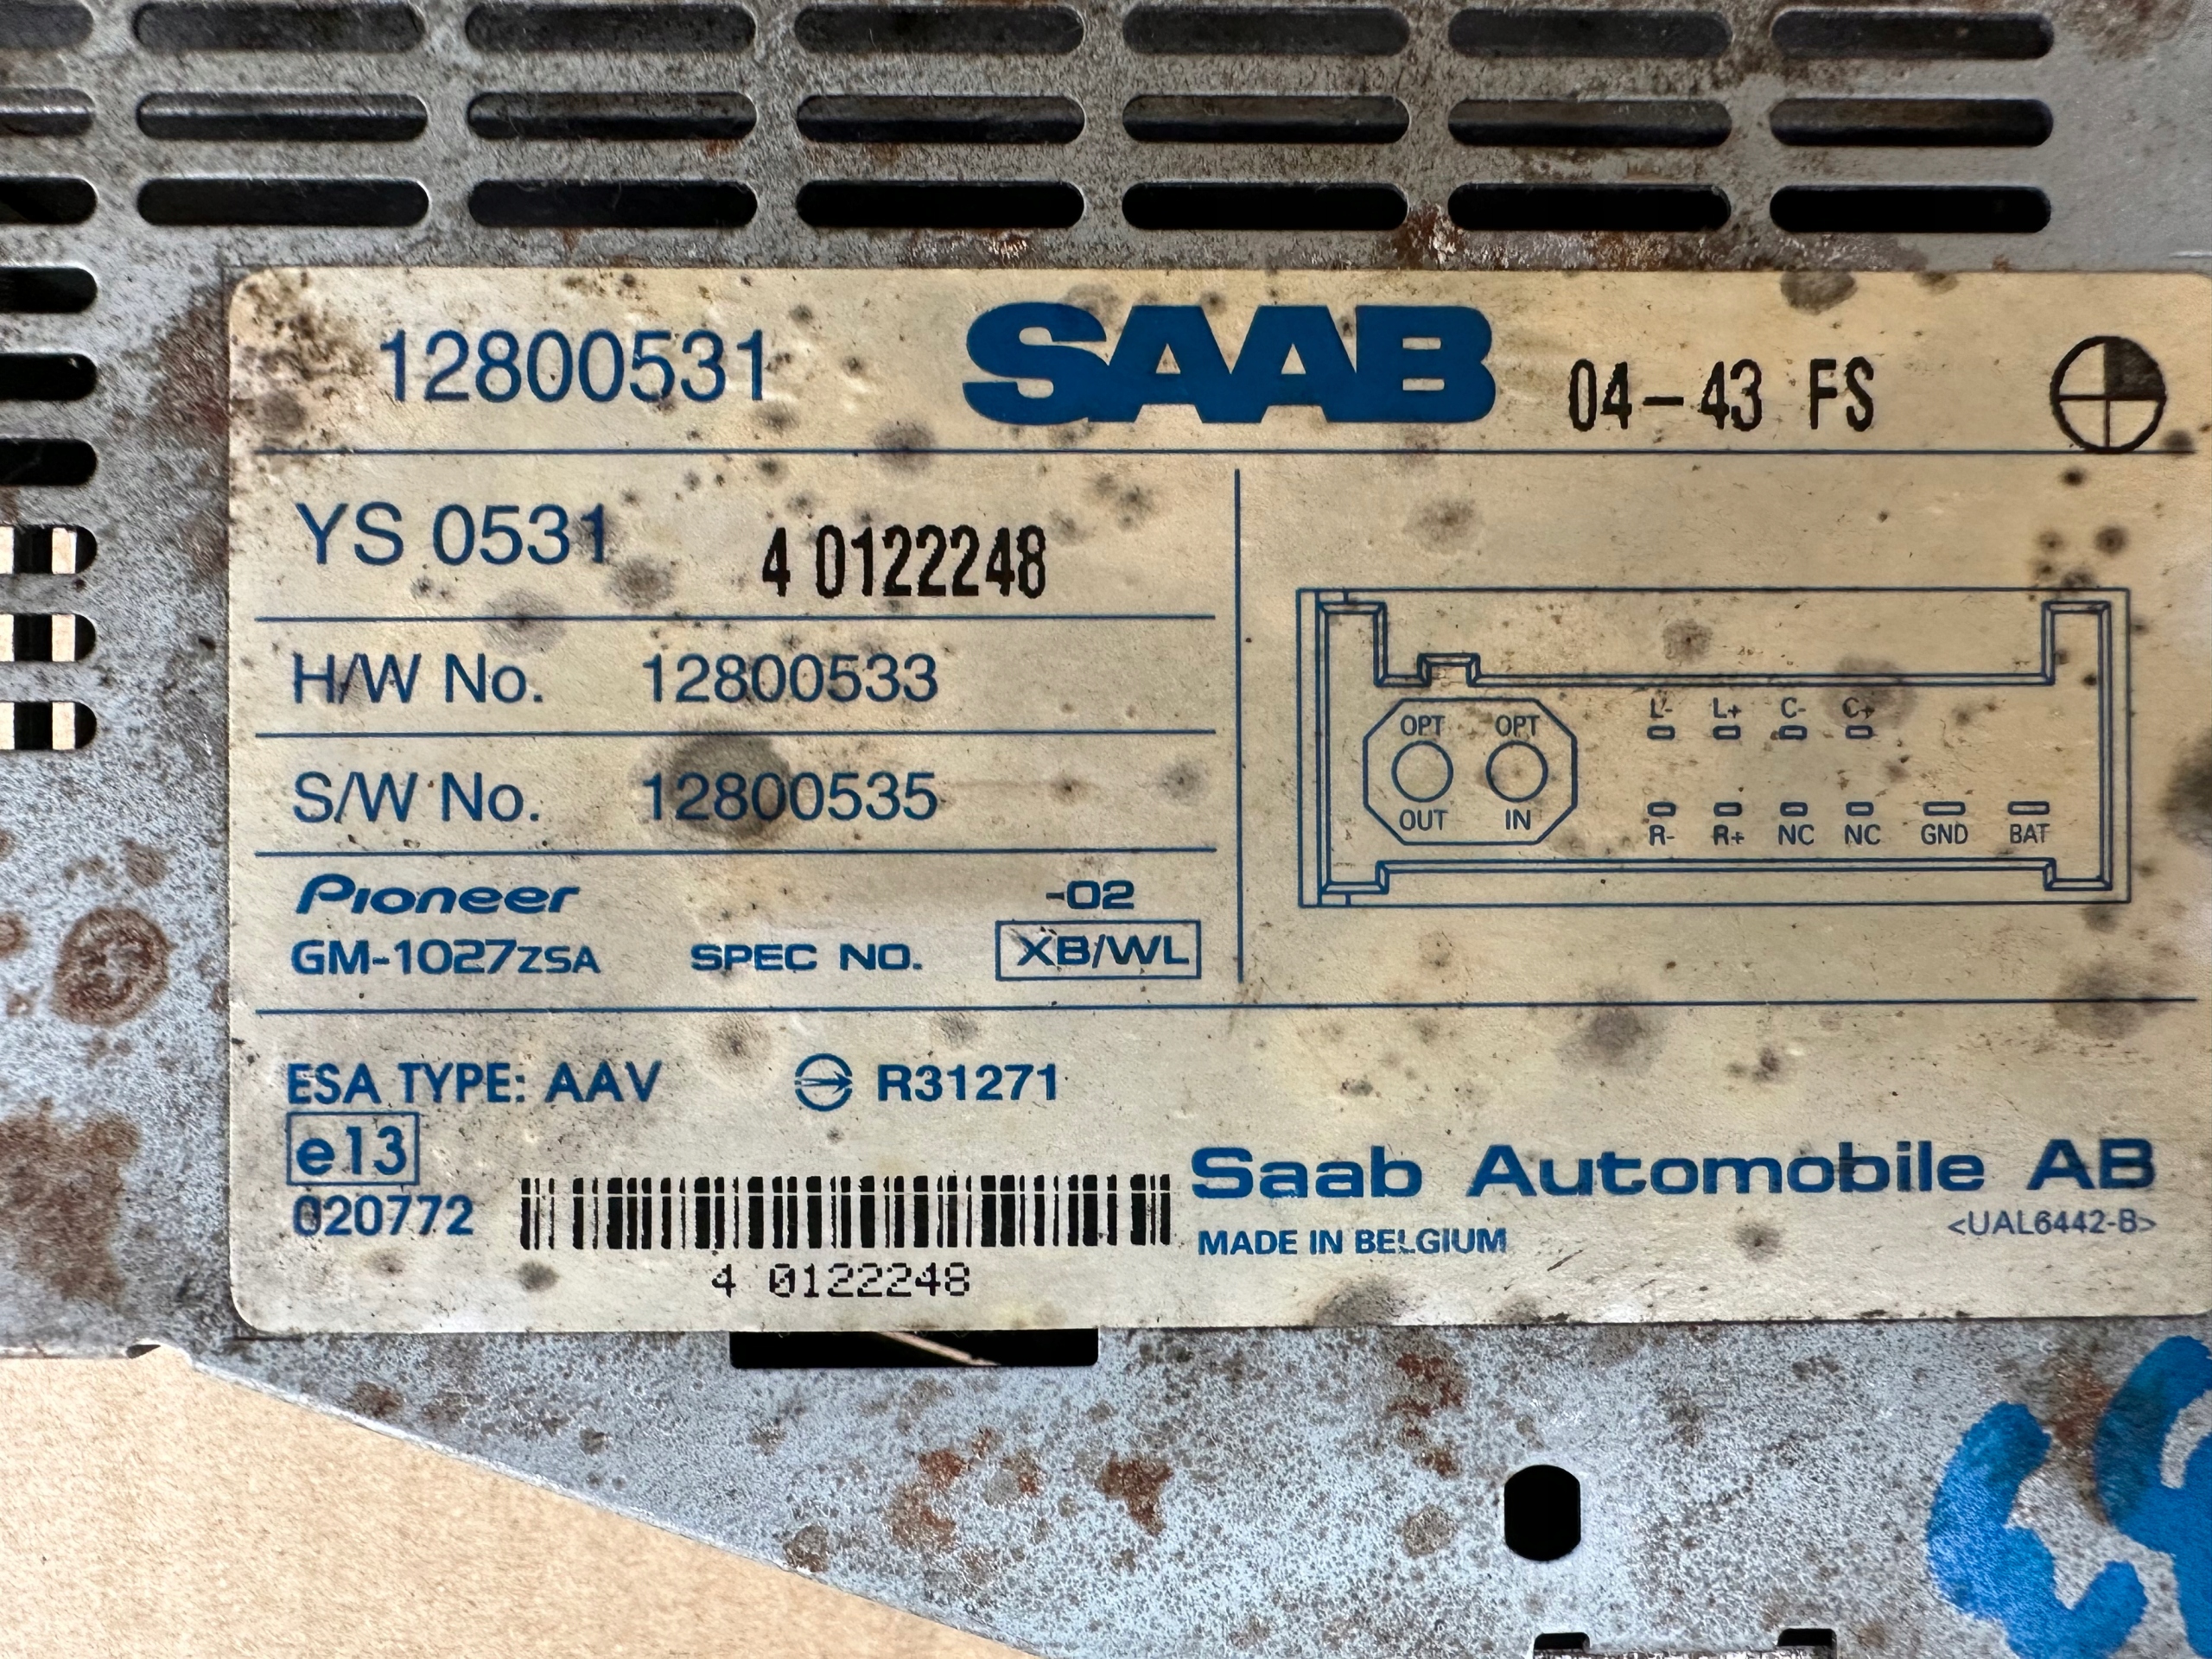 12800531 SAAB 04-43 FS
YS 0531 4 0122248
H/W No. 12800533
S/W No. 12800535
Pioneer -02
GM-1027ZSA SPEC NO. XB/WL
L- L+ C- C+
OPT OPT
OUT IN
R- R+ NC NC GND BAT
ESA TYPE: AAV R31271
e13
020772
4 0122248
Saab Automobile AB
MADE IN BELGIUM <UAL6442-B>